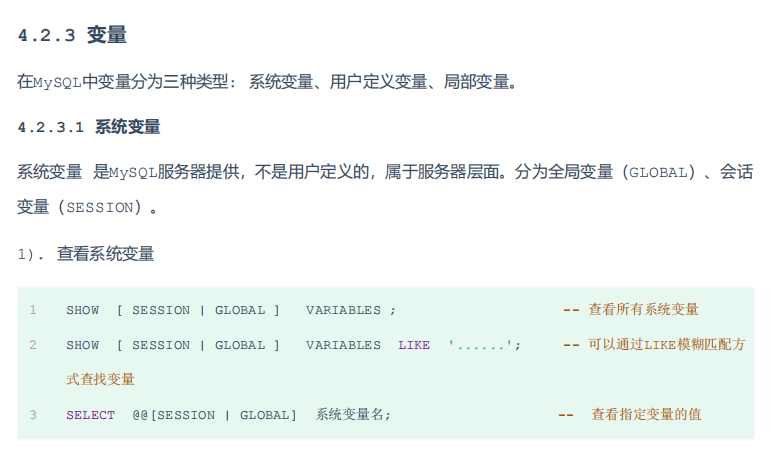 4.2.3 变量
在MySQL中变量分为三种类型: 系统变量、用户定义变量、局部变量。
4.2.3.1 系统变量
系统变量 是MySQL服务器提供，不是用户定义的，属于服务器层面。分为全局变量（GLOBAL）、会话
变量（SESSION）。
1). 查看系统变量
1 SHOW [ SESSION | GLOBAL ] VARIABLES ; -- 查看所有系统变量
2 SHOW [ SESSION | GLOBAL ] VARIABLES LIKE '......'; -- 可以通过LIKE模糊匹配方
式查找变量
3 SELECT @@[SESSION | GLOBAL] 系统变量名; -- 查看指定变量的值